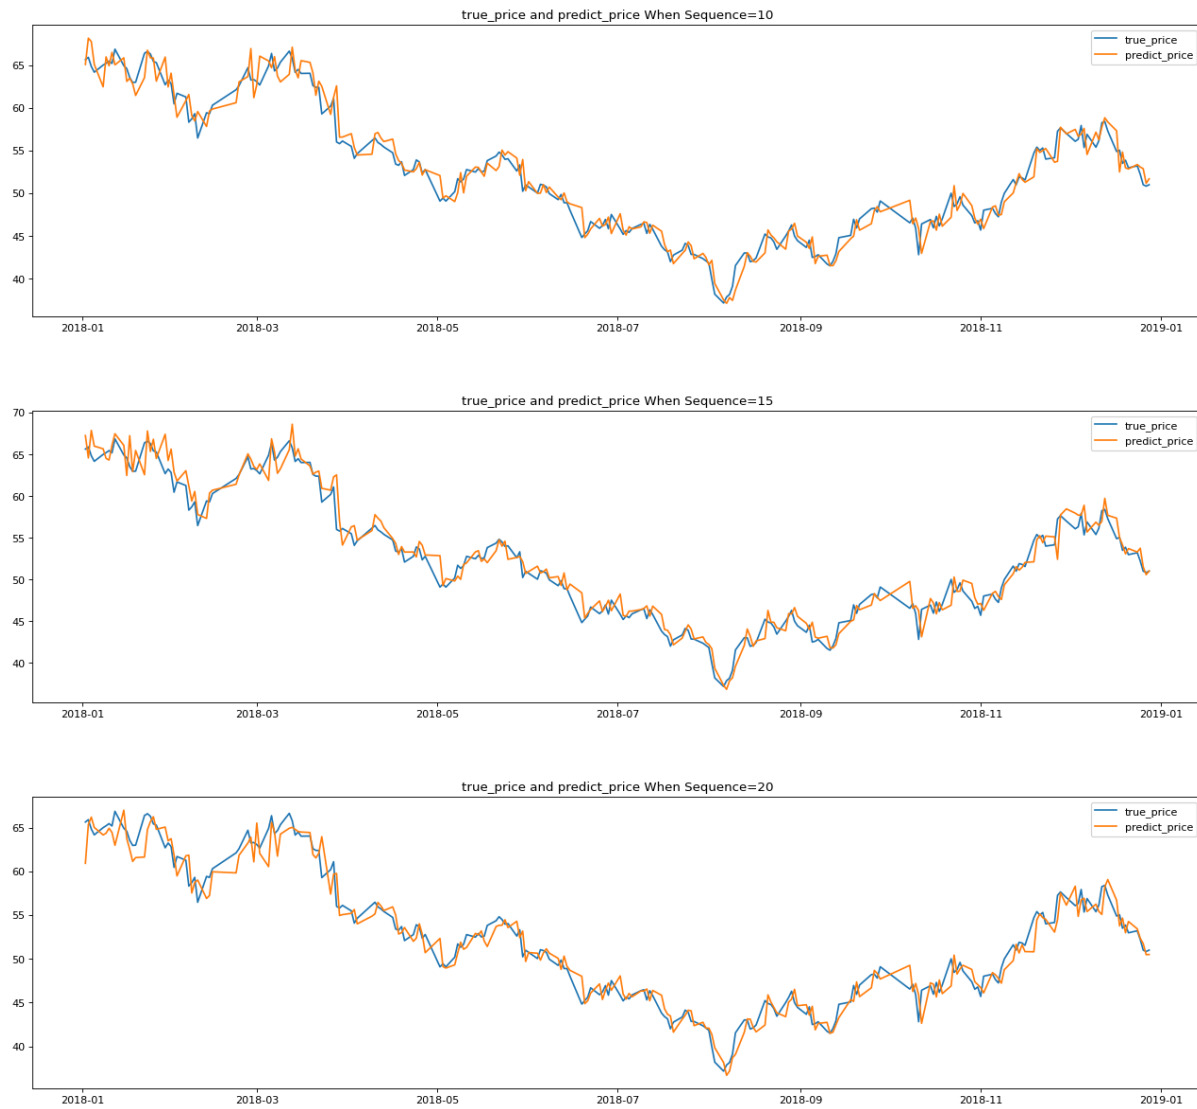 true_price and predict_price When Sequence=10
true_price
predict_price
65
60
55
50
45
40
2018-01 2018-03 2018-05 2018-07 2018-09 2018-11 2019-01
true_price and predict_price When Sequence=15
70
true_price
predict_price
65
60
55
50
45
40
2018-01 2018-03 2018-05 2018-07 2018-09 2018-11 2019-01
true_price and predict_price When Sequence=20
true_price
predict_price
65
60
55
50
45
40
2018-01 2018-03 2018-05 2018-07 2018-09 2018-11 2019-01